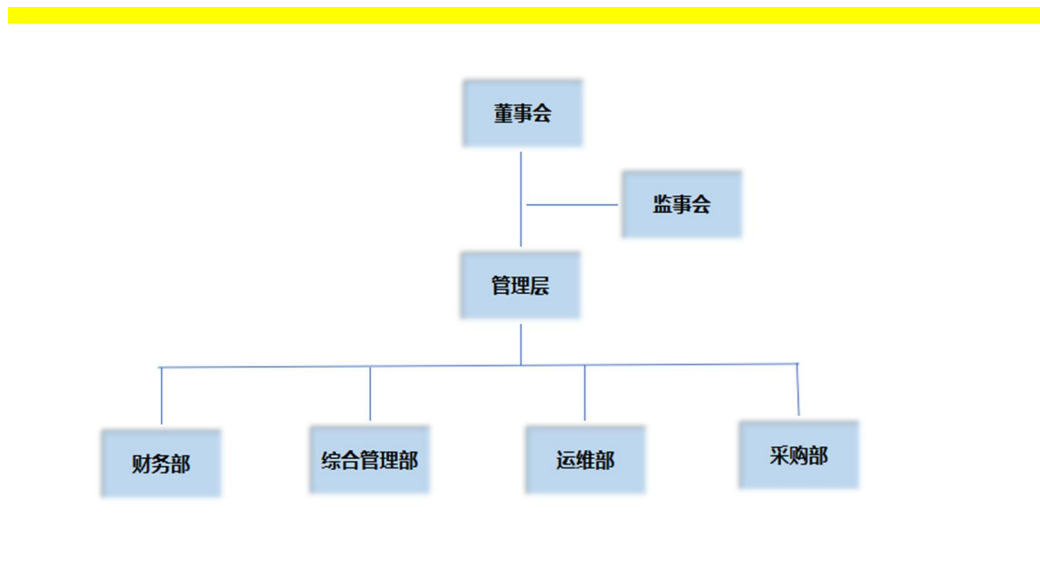 董事会
监事会
管理层
财务部
综合管理部
运维部
采购部